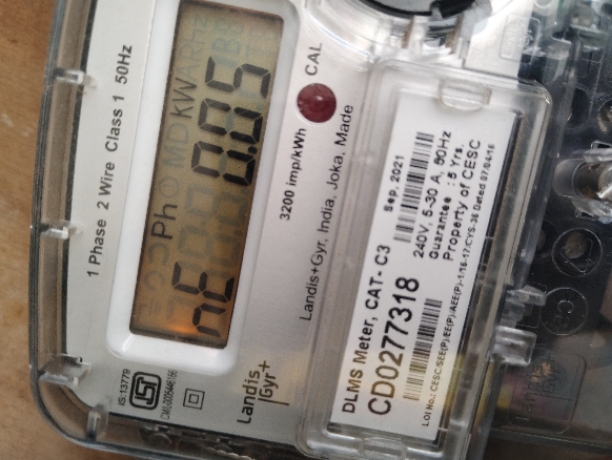 1 Phase 2 Wire Class 1 50Hz
3Ph MD KW
nE 0.05
CAL
3200 imp/kWh
Landis+Gyr, India, Joka, Made
IS:13779
Landis
Gyr+
Sep, 2021
240V, 5-30 A, 50Hz
Guarantee : 5 Yrs.
Property of CESC
DLMS Meter, CAT- C3
CD0277318